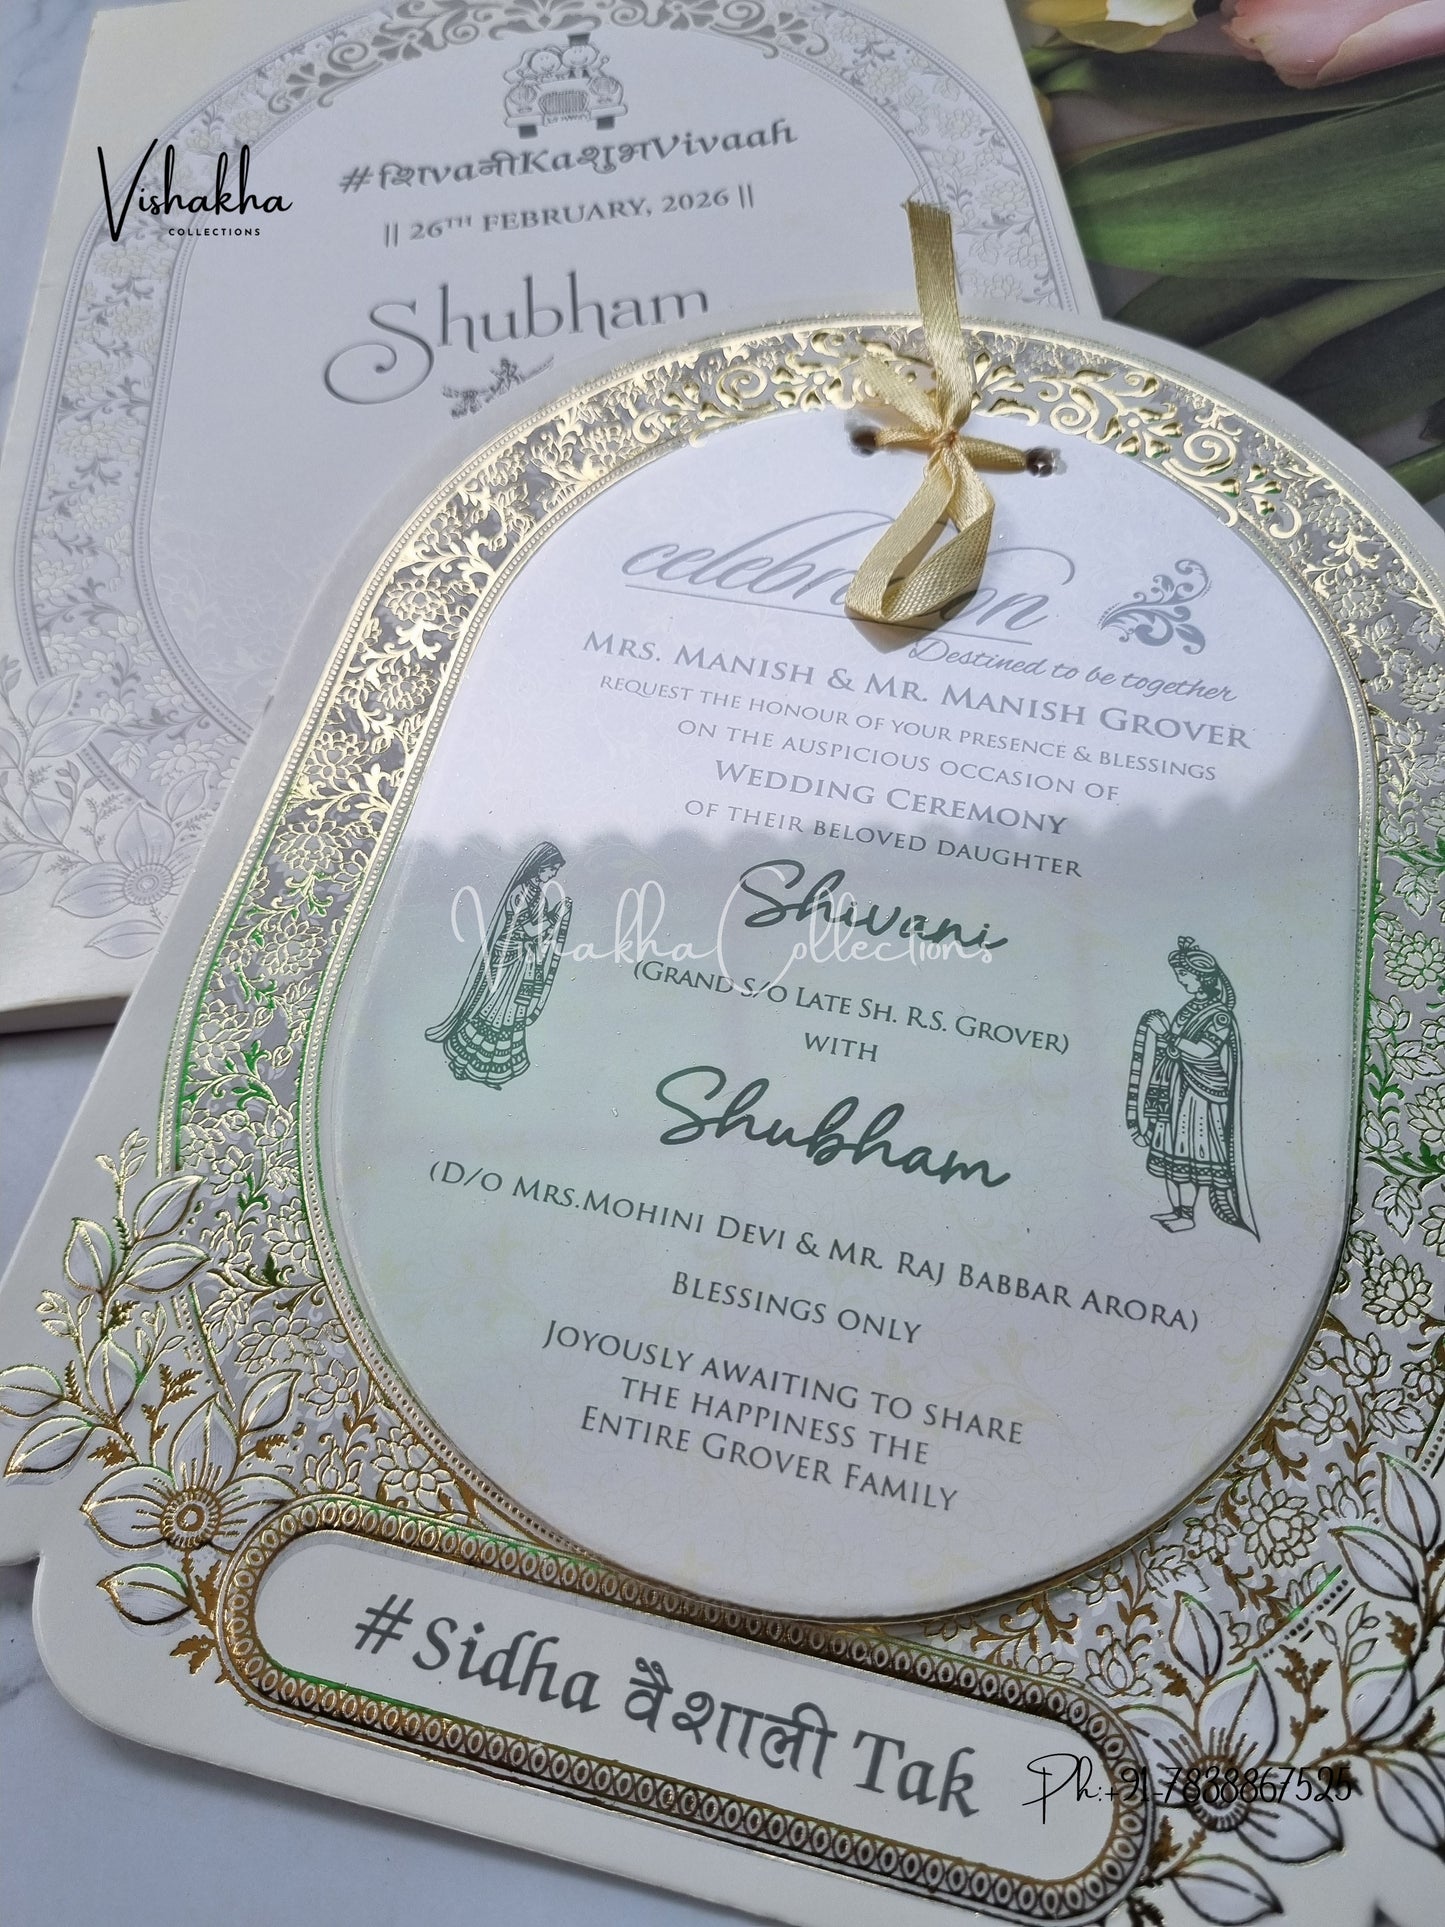 Vishakha
COLLECTIONS
#शिvaनीKaशुभVivaah
|| 26TH FEBRUARY, 2026 ||
Shubham
celebration
Destined to be together
MRS. MANISH & MR. MANISH GROVER
REQUEST THE HONOUR OF YOUR PRESENCE & BLESSINGS
ON THE AUSPICIOUS OCCASION OF
WEDDING CEREMONY
OF THEIR BELOVED DAUGHTER
Shivani
Vishakha Collections
(GRAND S/O LATE SH. R.S. GROVER)
WITH
Shubham
(D/O MRS.MOHINI DEVI & MR. RAJ BABBAR ARORA)
BLESSINGS ONLY
JOYOUSLY AWAITING TO SHARE
THE HAPPINESS THE
ENTIRE GROVER FAMILY
#Sidha वैशाली Tak
Ph:+91-7838867525